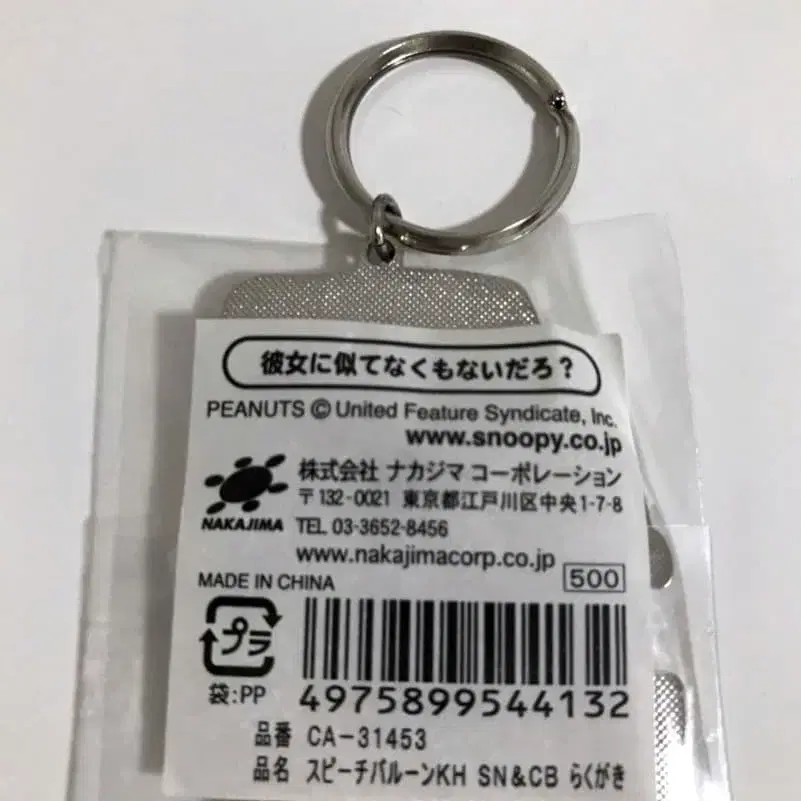 彼女に似てなくもないだろ？
PEANUTS © United Feature Syndicate, Inc.
www.snoopy.co.jp
株式会社 ナカジマ コーポレーション
〒132-0021 東京都江戸川区中央1-7-8
NAKAJIMA TEL 03-3652-8456
www.nakajimacorp.co.jp
MADE IN CHINA 500
プラ
袋:PP 4975899544132
品番 CA-31453
品名 スピーチバルーンKH SN&CB らくがき